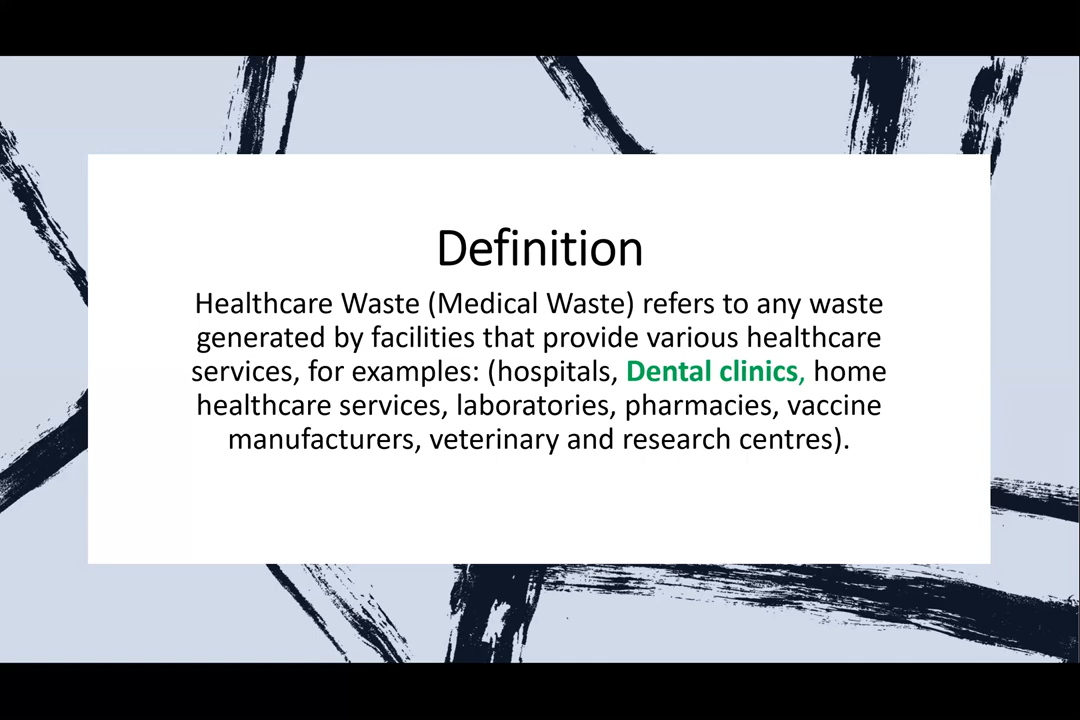 Definition
Healthcare Waste (Medical Waste) refers to any waste
generated by facilities that provide various healthcare
services, for examples: (hospitals, Dental clinics, home
healthcare services, laboratories, pharmacies, vaccine
manufacturers, veterinary and research centres).